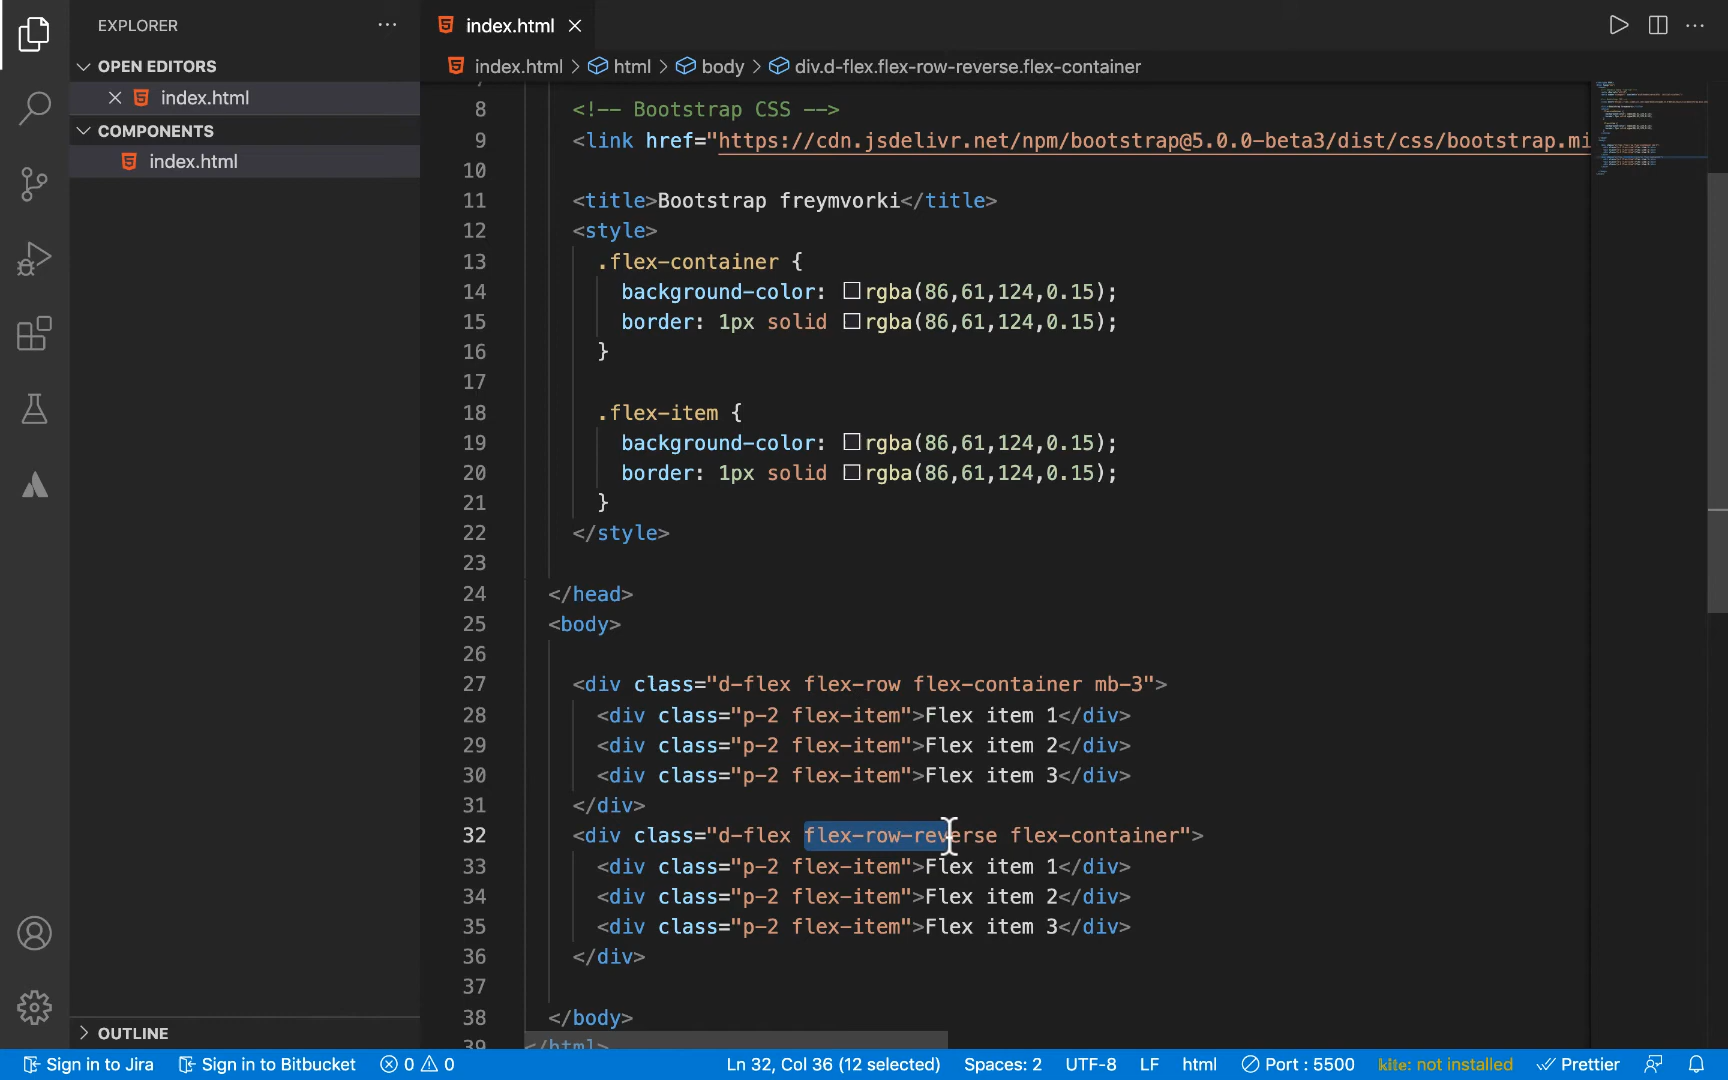 EXPLORER
OPEN EDITORS
index.html
COMPONENTS
index.html
OUTLINE
index.html
index.html > html > body > div.d-flex.flex-row-reverse.flex-container
8 <!-- Bootstrap CSS -->
9 <link href="https://cdn.jsdelivr.net/npm/bootstrap@5.0.0-beta3/dist/css/bootstrap.mi
10
11 <title>Bootstrap freymvorki</title>
12 <style>
13 .flex-container {
14 background-color: rgba(86,61,124,0.15);
15 border: 1px solid rgba(86,61,124,0.15);
16 }
17
18 .flex-item {
19 background-color: rgba(86,61,124,0.15);
20 border: 1px solid rgba(86,61,124,0.15);
21 }
22 </style>
23
24 </head>
25 <body>
26
27 <div class="d-flex flex-row flex-container mb-3">
28 <div class="p-2 flex-item">Flex item 1</div>
29 <div class="p-2 flex-item">Flex item 2</div>
30 <div class="p-2 flex-item">Flex item 3</div>
31 </div>
32 <div class="d-flex flex-row-reverse flex-container">
33 <div class="p-2 flex-item">Flex item 1</div>
34 <div class="p-2 flex-item">Flex item 2</div>
35 <div class="p-2 flex-item">Flex item 3</div>
36 </div>
37
38 </body>
39 </html>
Sign in to Jira Sign in to Bitbucket 0 0 Ln 32, Col 36 (12 selected) Spaces: 2 UTF-8 LF html Port : 5500 kite: not installed Prettier